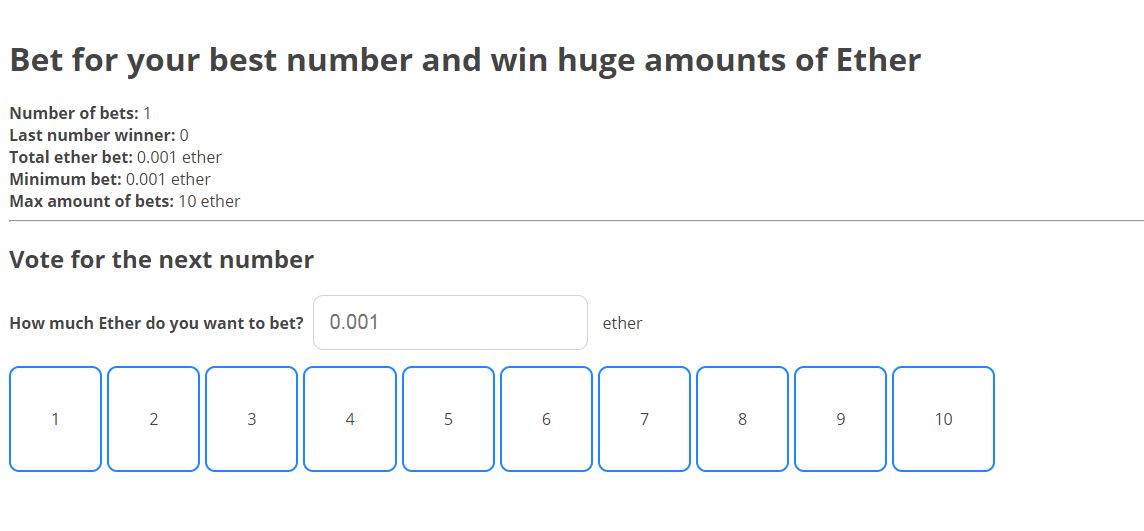 Bet for your best number and win huge amounts of Ether
Number of bets: 1
Last number winner: 0
Total ether bet: 0.001 ether
Minimum bet: 0.001 ether
Max amount of bets: 10 ether
Vote for the next number
How much Ether do you want to bet? 0.001 ether
1 2 3 4 5 6 7 8 9 10